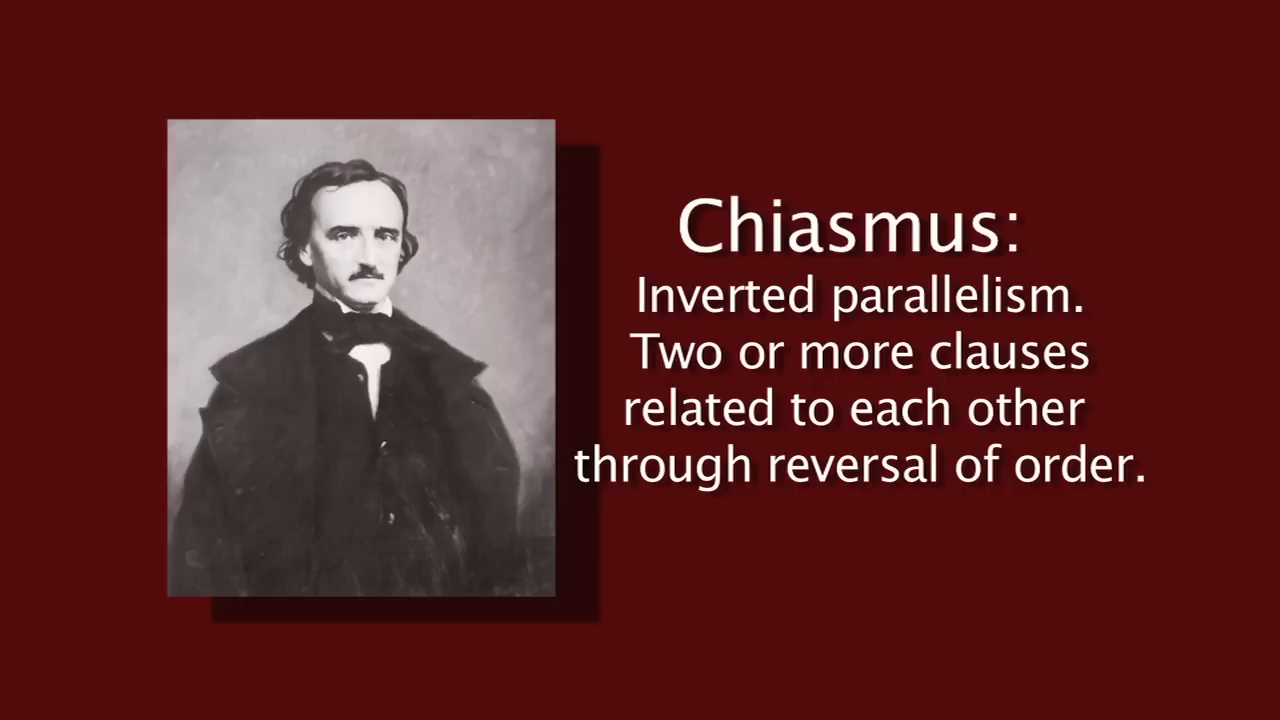 Chiasmus:
Inverted parallelism.
Two or more clauses
related to each other
through reversal of order.